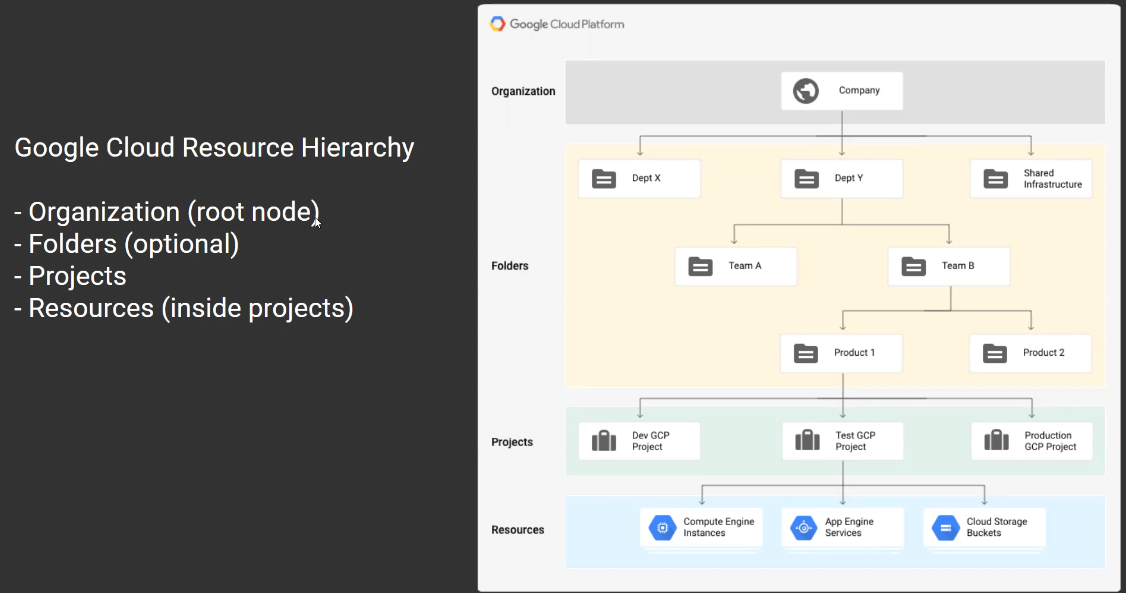 Google Cloud Resource Hierarchy
- Organization (root node)
- Folders (optional)
- Projects
- Resources (inside projects)
Google Cloud Platform
Organization
Company
Dept X
Dept Y
Shared
Infrastructure
Folders
Team A
Team B
Product 1
Product 2
Projects
Dev GCP
Project
Test GCP
Project
Production
GCP Project
Resources
Compute Engine
Instances
App Engine
Services
Cloud Storage
Buckets